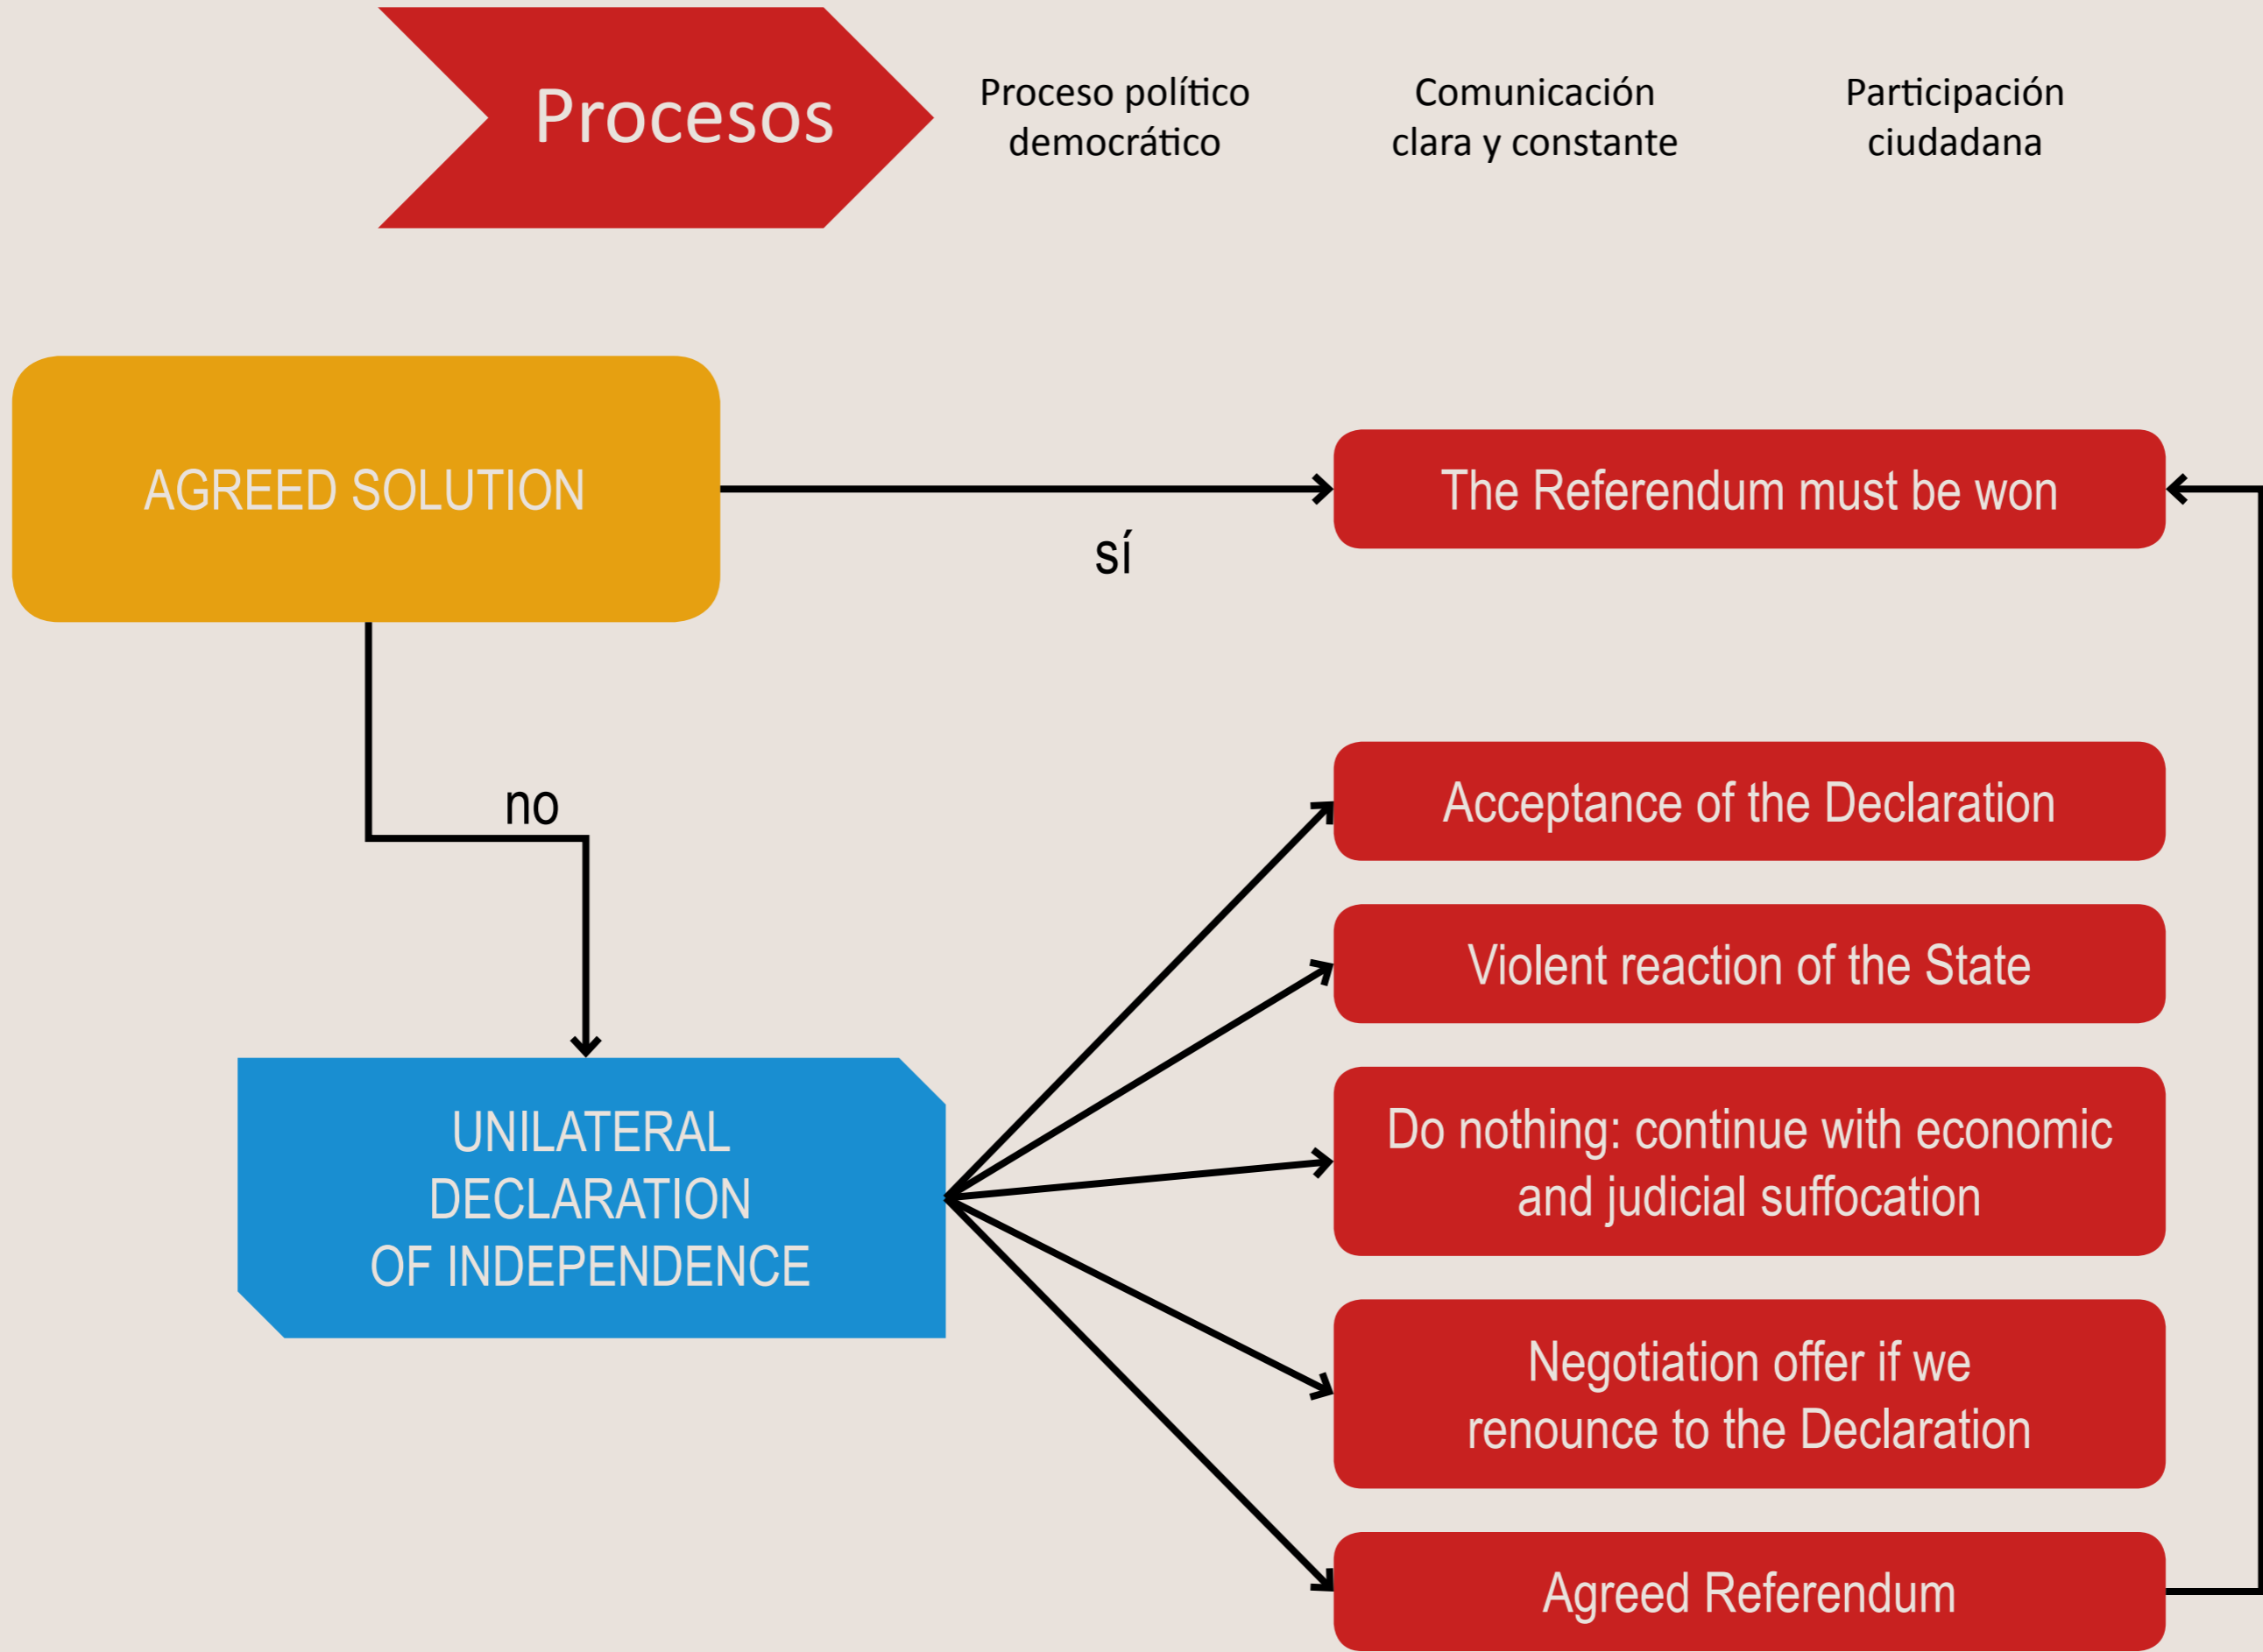 Procesos
Proceso político
democrático
Comunicación
clara y constante
Participación
ciudadana
AGREED SOLUTION
sí
The Referendum must be won
no
UNILATERAL
DECLARATION
OF INDEPENDENCE
Acceptance of the Declaration
Violent reaction of the State
Do nothing: continue with economic
and judicial suffocation
Negotiation offer if we
renounce to the Declaration
Agreed Referendum